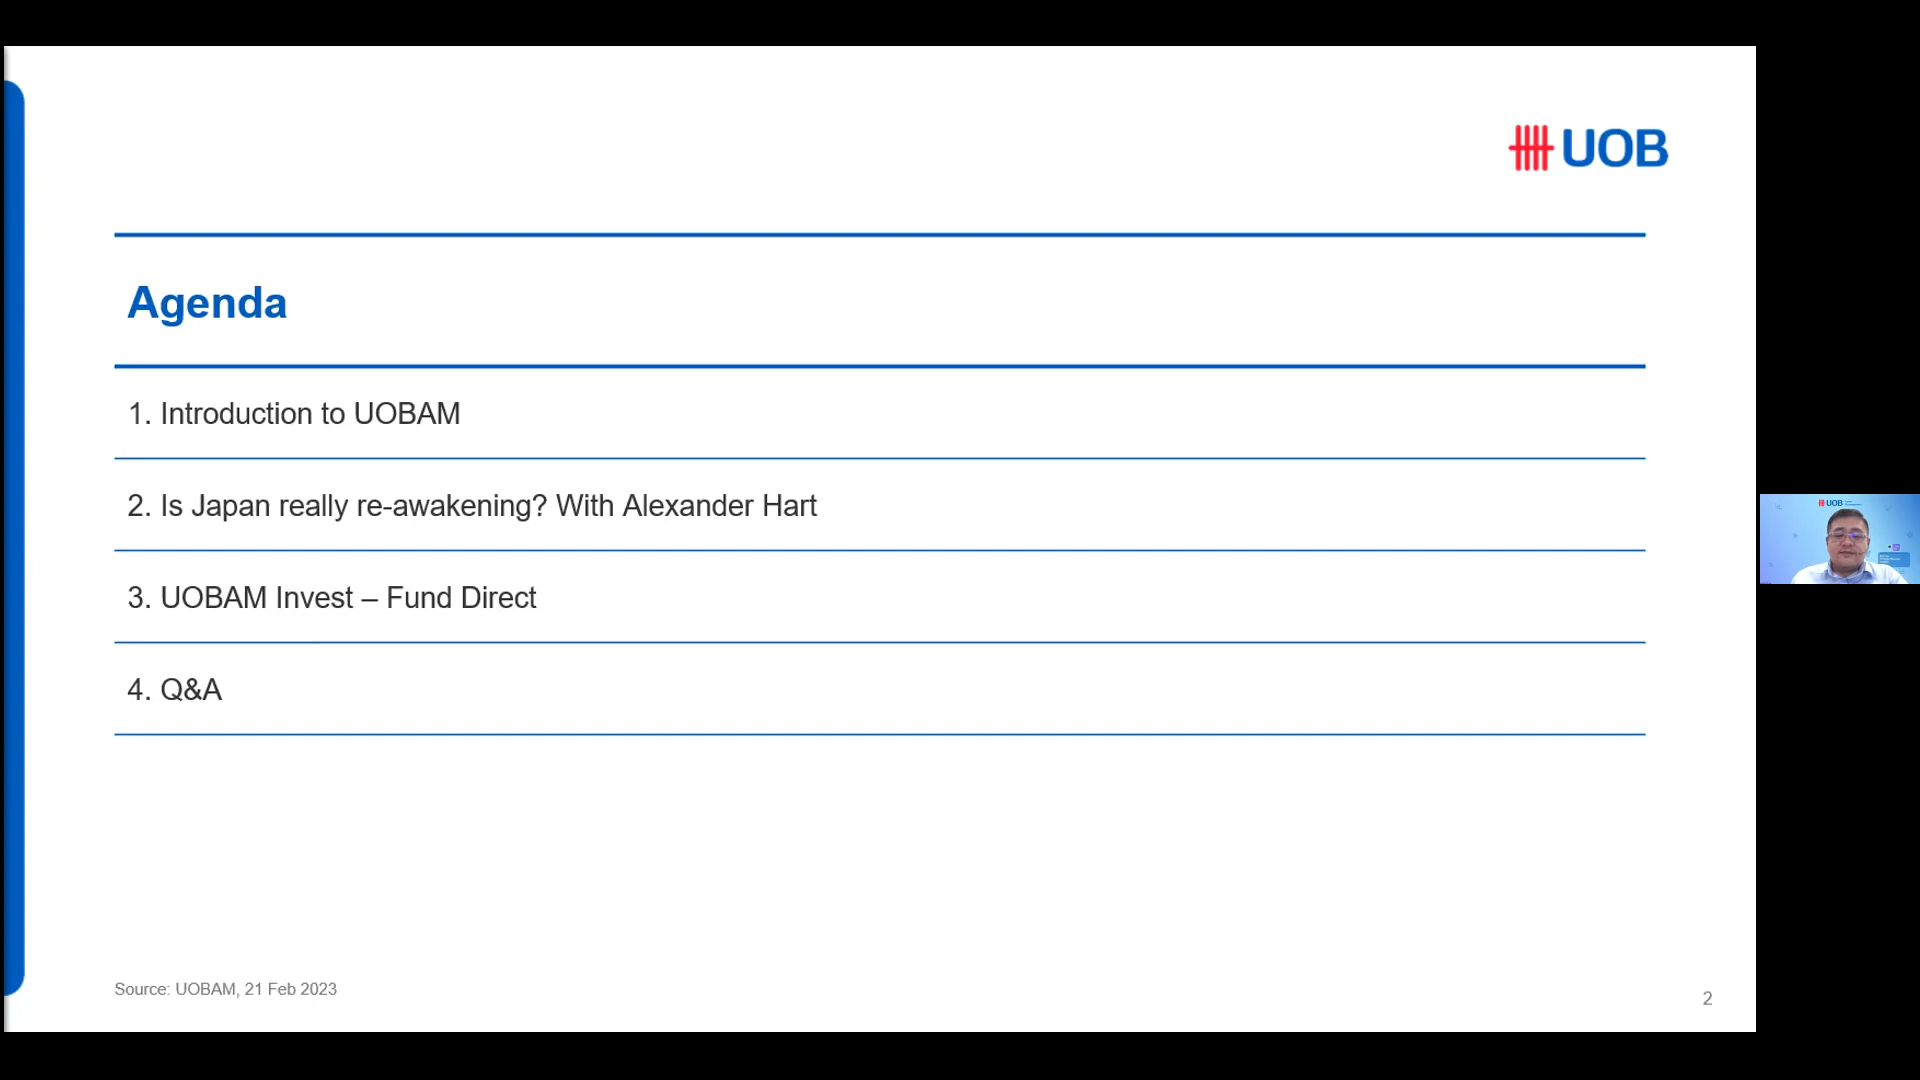 UOB
Agenda
1. Introduction to UOBAM
2. Is Japan really re-awakening? With Alexander Hart
3. UOBAM Invest – Fund Direct
4. Q&A
Source: UOBAM, 21 Feb 2023
2
UOB